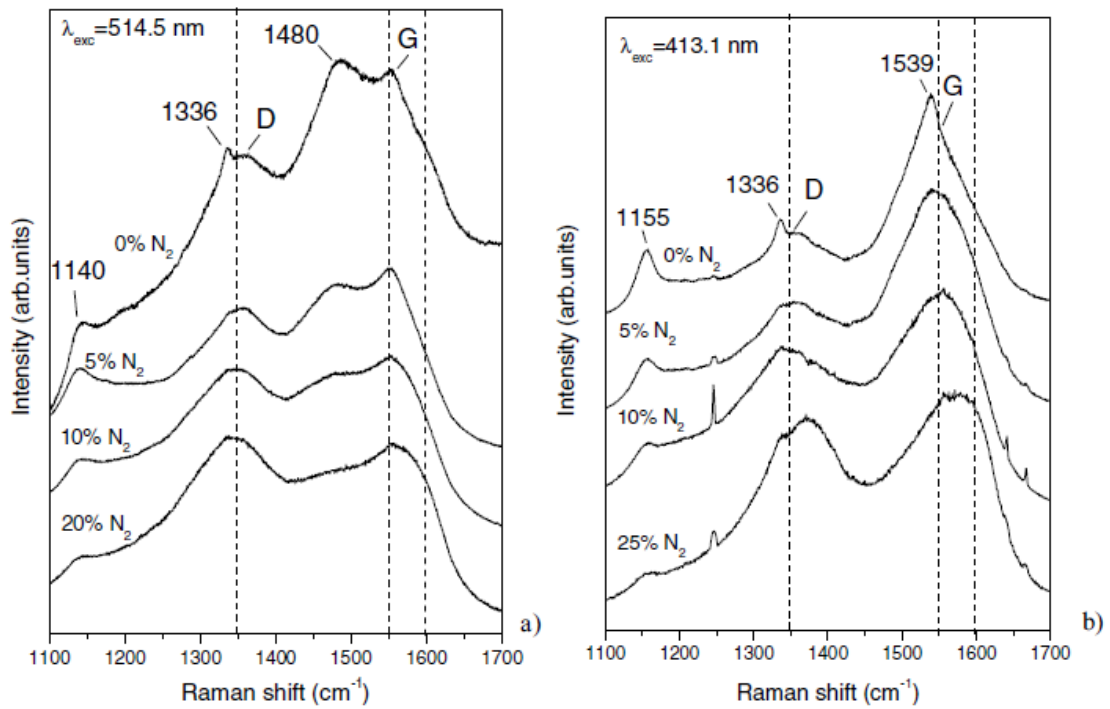 λexc=514.5 nm
1480
G
1336
D
0% N2
1140
5% N2
10% N2
20% N2
Intensity (arb.units)
1100 1200 1300 1400 1500 1600 1700
Raman shift (cm-1)
a)
λexc=413.1 nm
1539
G
1336
D
1155
0% N2
5% N2
10% N2
25% N2
Intensity (arb.units)
1100 1200 1300 1400 1500 1600 1700
Raman shift (cm-1)
b)